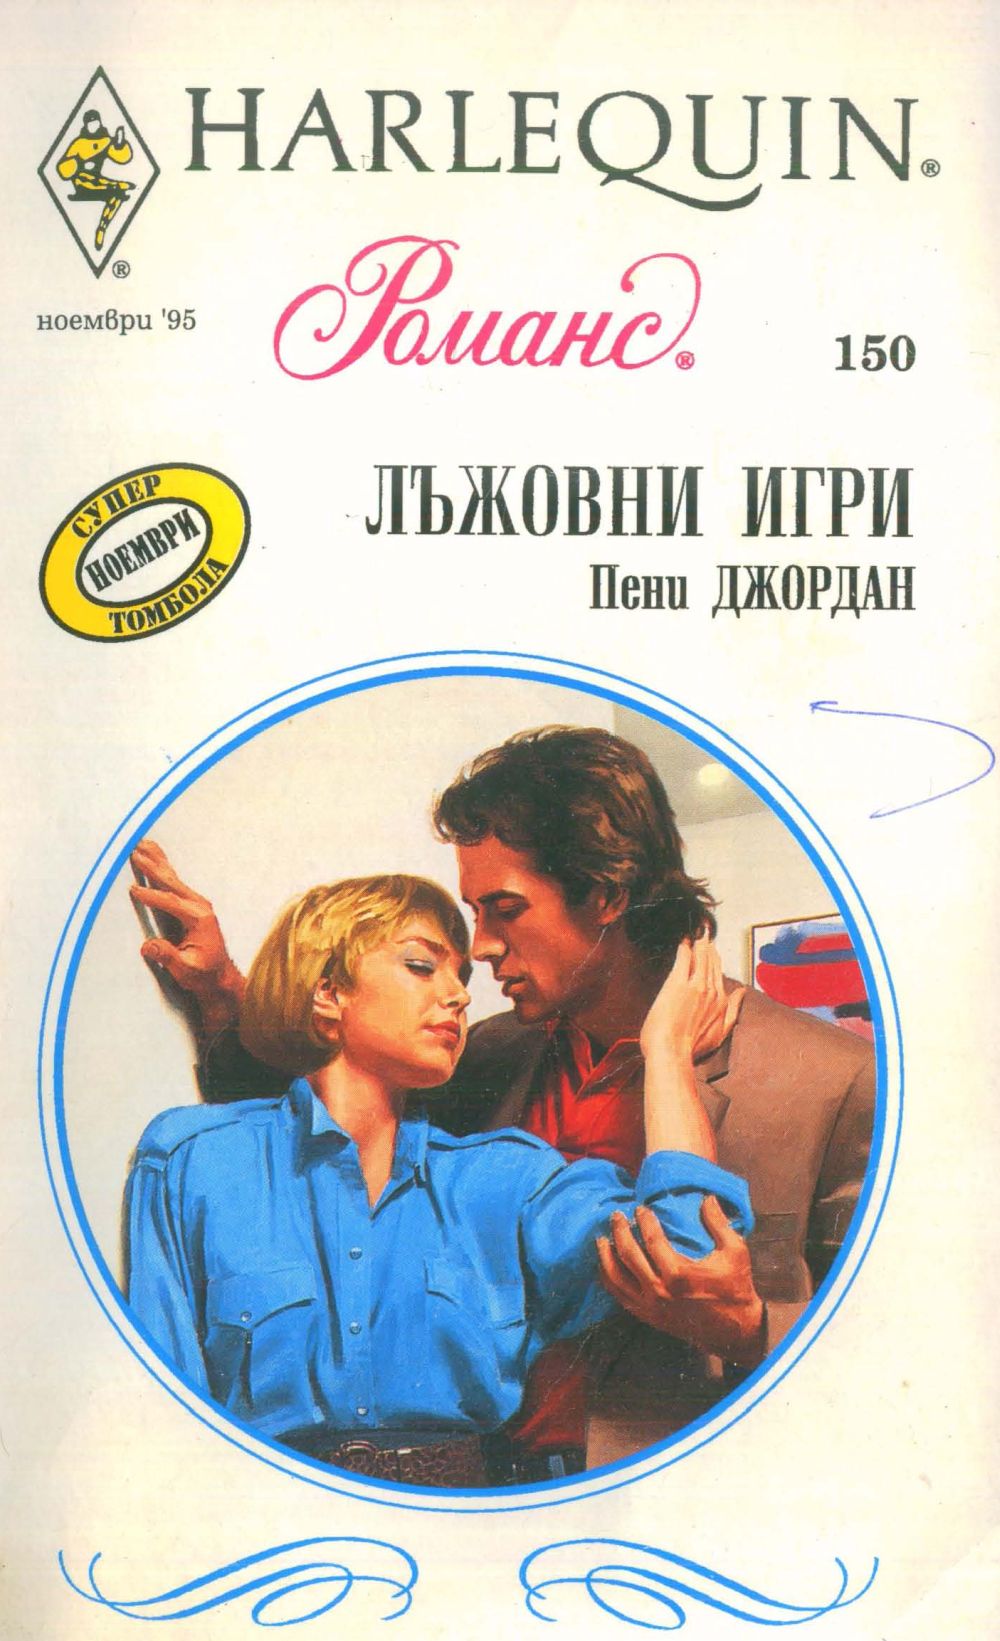 HARLEQUIN®
®
ноември '95
Романс®
150
СУПЕР
НОЕМВРИ
ТОМБОЛА
ЛЪЖОВНИ ИГРИ
Пени ДЖОРДАН